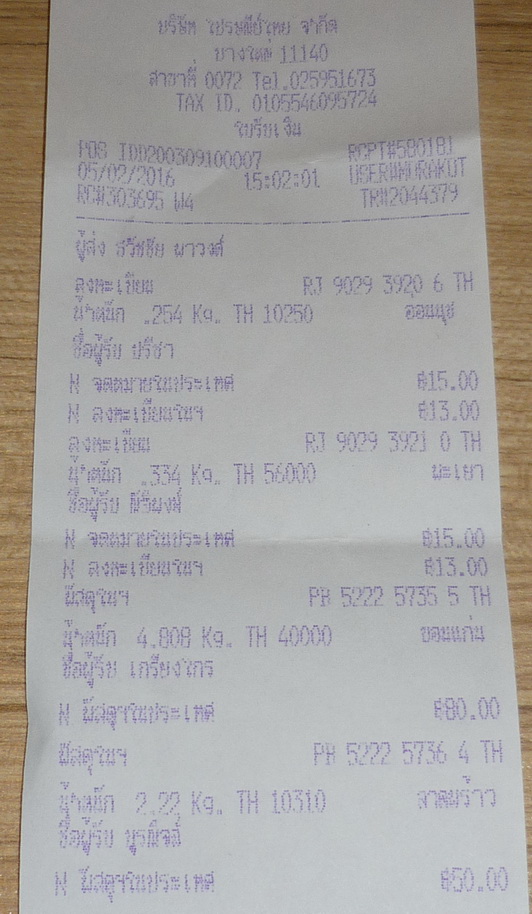 บริษัท ไปรษณีย์ไทย จำกัด
บางใหญ่ 11140
สาขาที่ 0072 Tel.025951673
TAX ID. 0105546095724
ใบรับเงิน
POS ID0200309100007 RCPT#580181
05/02/2016 15:02:01 USER#MORAKUT
RC#303695 W4 TR#2044379
ผู้ส่ง ธวัชชัย ผาวงศ์
ลงทะเบียน RJ 9029 3920 6 TH
น้ำหนัก .254 Kg. TH 10250 อ่อนนุช
ชื่อผู้รับ ปรีชา
N จดหมายในประเทศ ฿15.00
N ลงทะเบียนในฯ ฿13.00
ลงทะเบียน RJ 9029 3921 0 TH
น้ำหนัก .334 Kg. TH 56000 พะเยา
ชื่อผู้รับ
N จดหมายในประเทศ ฿15.00
N ลงทะเบียนในฯ ฿13.00
พัสดุในฯ PB 5222 5735 5 TH
น้ำหนัก 4.808 Kg. TH 40000 ขอนแก่น
ชื่อผู้รับ เกรียงไกร
N พัสดุฯในประเทศ ฿80.00
พัสดุในฯ PB 5222 5736 4 TH
น้ำหนัก 2.22 Kg. TH 10310 ลาดพร้าว
ชื่อผู้รับ บูรณ์จล์
N พัสดุฯในประเทศ ฿50.00